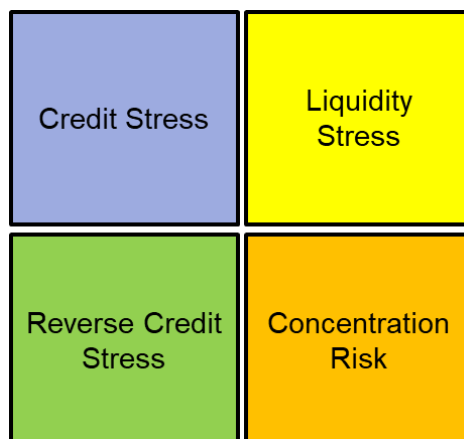 Credit Stress
Liquidity
Stress
Reverse Credit
Stress
Concentration
Risk